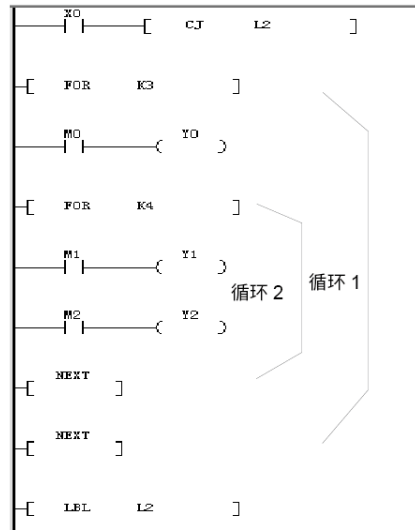 X0
CJ L2
FOR K3
M0 Y0
FOR K4
M1 Y1
循环 2
循环 1
M2 Y2
NEXT
NEXT
LBL L2